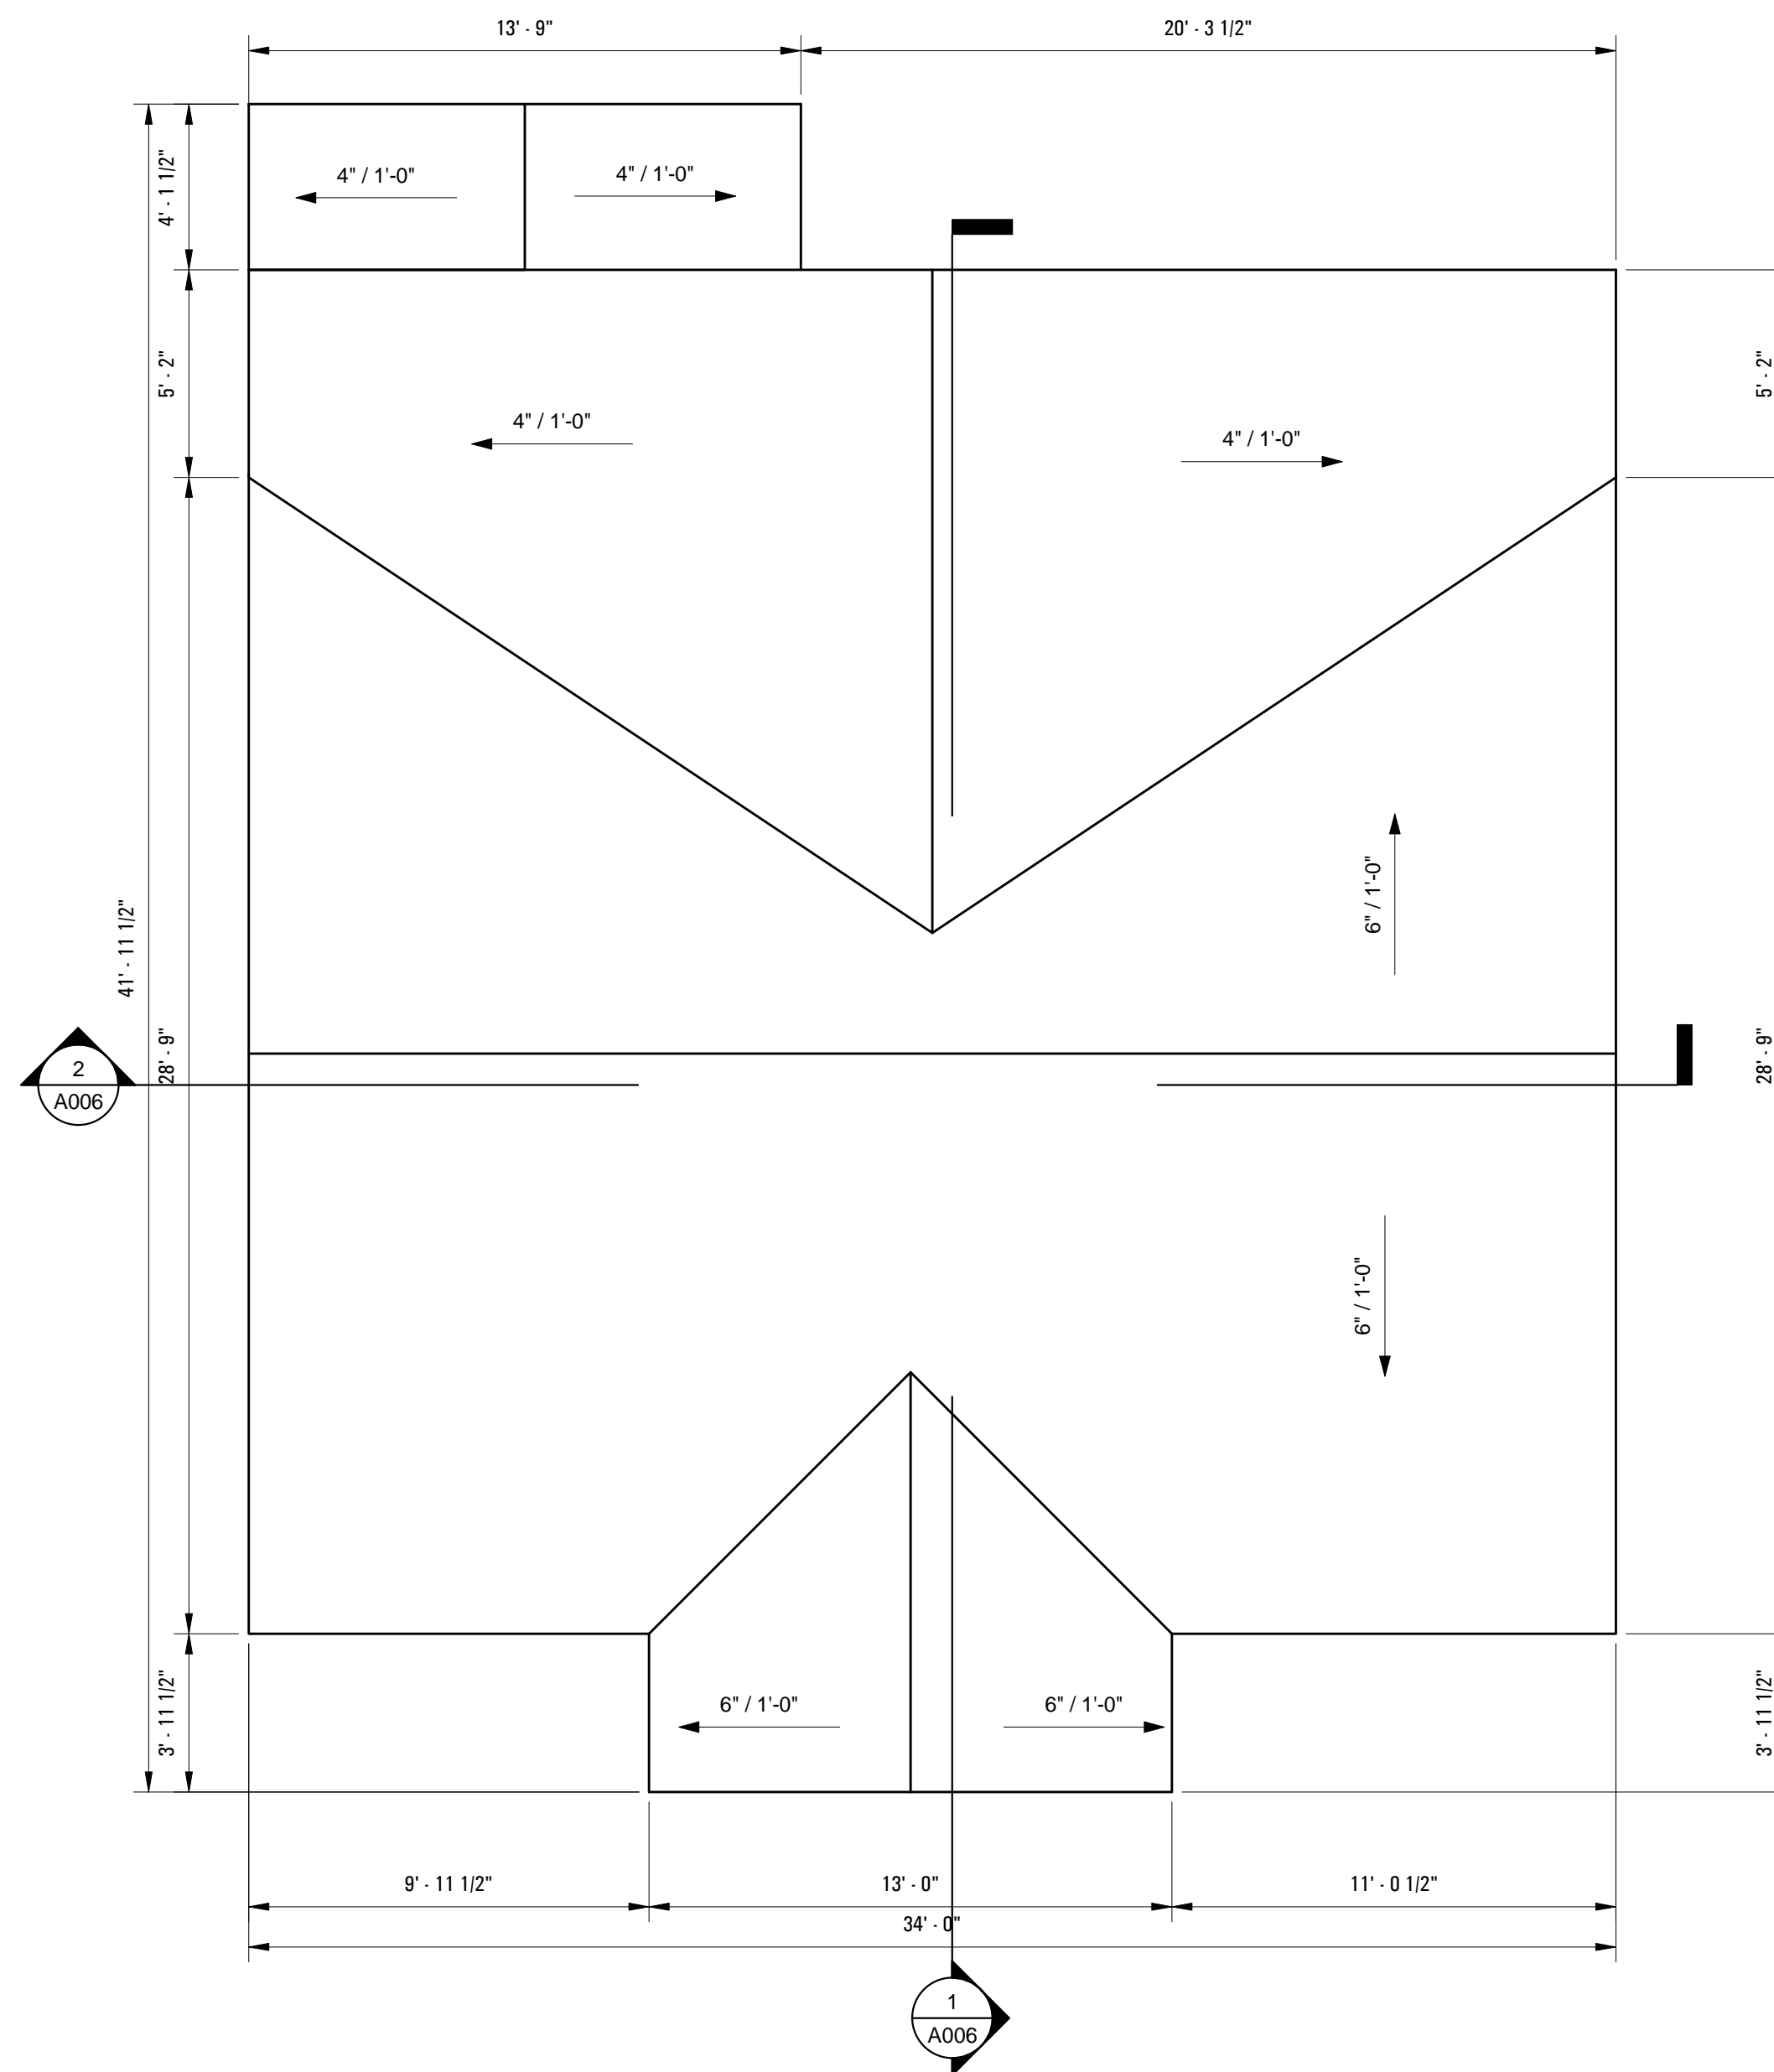 13' - 9"
20' - 3 1/2"
4' - 1 1/2"
4" / 1'-0"
4" / 1'-0"
5' - 2"
5' - 2"
4" / 1'-0"
4" / 1'-0"
6" / 1'-0"
41' - 11 1/2"
28' - 9"
28' - 9"
2
A006
6" / 1'-0"
3' - 11 1/2"
3' - 11 1/2"
6" / 1'-0"
6" / 1'-0"
9' - 11 1/2"
13' - 0"
11' - 0 1/2"
34' - 0"
1
A006